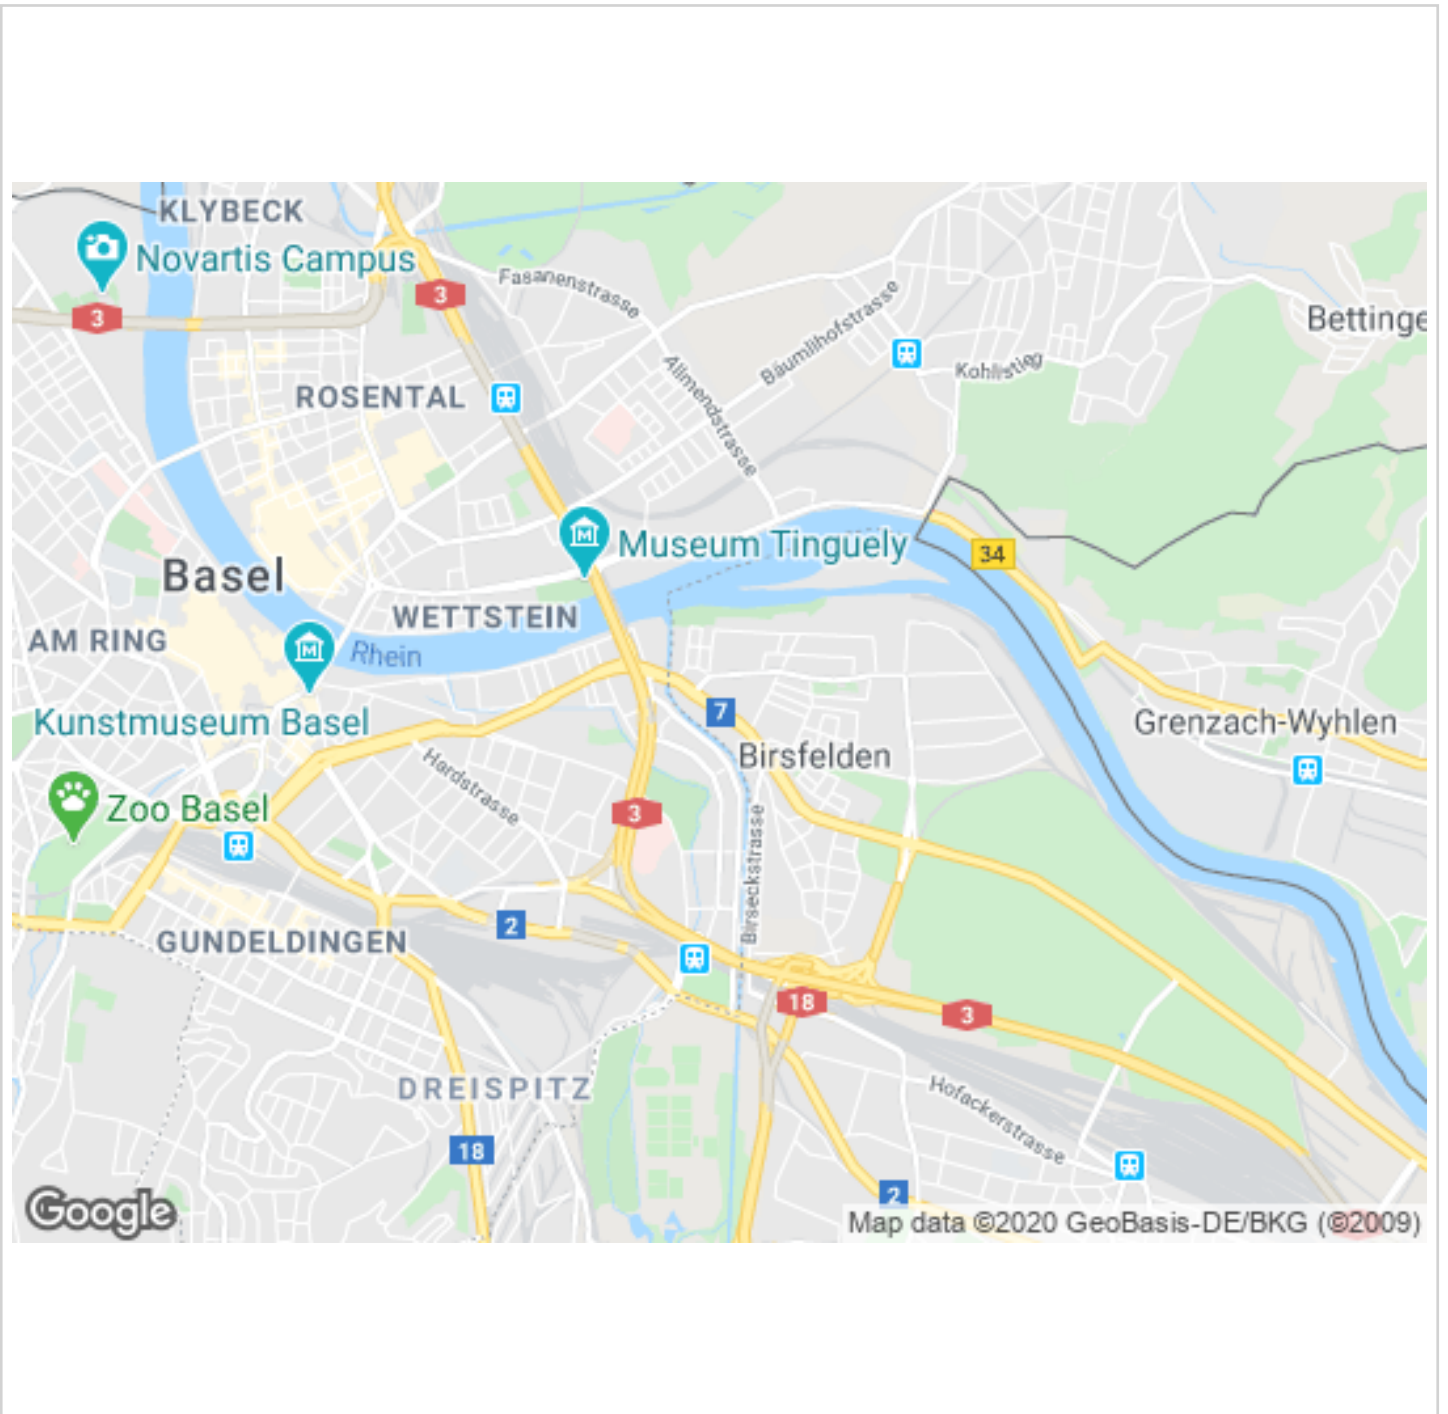 KLYBECK
Novartis Campus
3
3
Fasanenstrasse
Bettinge
Bäumlihofstrasse
Kohlistieg
Allmendstrasse
ROSENTAL
Museum Tinguely
34
Basel
WETTSTEIN
AM RING
Rhein
Kunstmuseum Basel
7
Grenzach-Wyhlen
Birsfelden
Hardstrasse
Zoo Basel
3
Birseckstrasse
2
GUNDELDINGEN
18
3
DREISPITZ
Hofackerstrasse
18
2
Google
Map data ©2020 GeoBasis-DE/BKG (©2009)